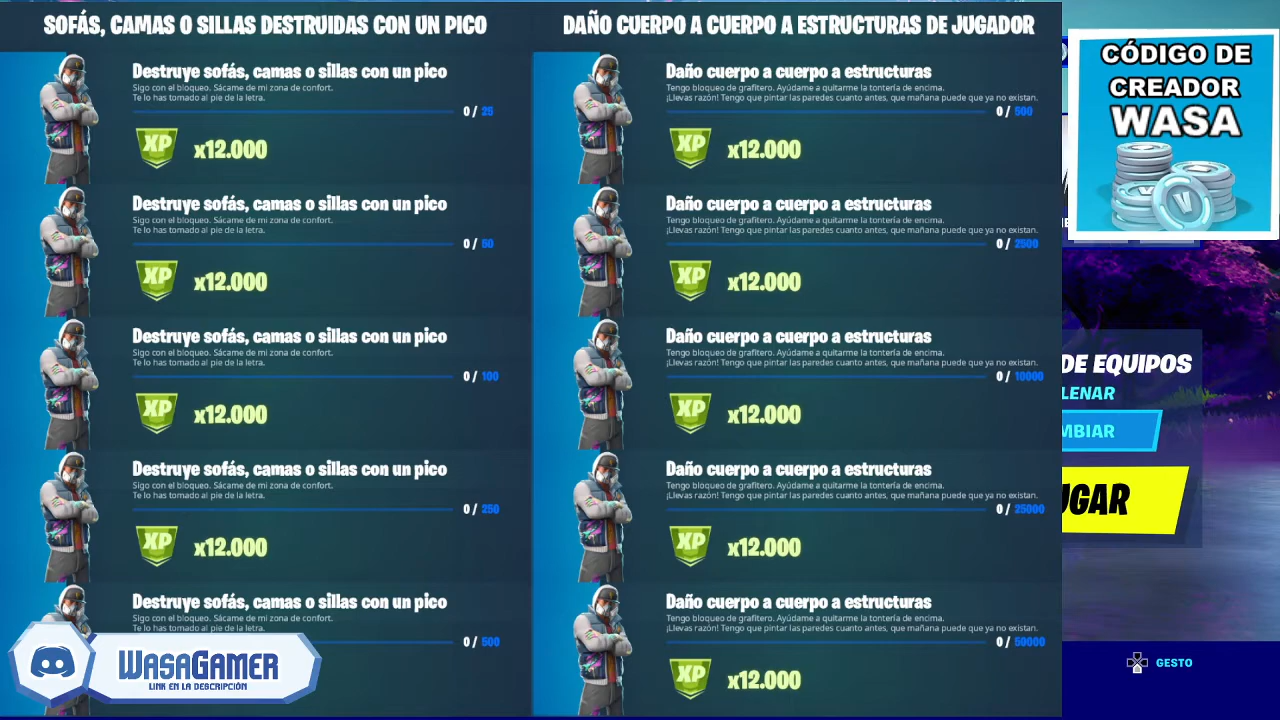 SOFÁS, CAMAS O SILLAS DESTRUIDAS CON UN PICO
Destruye sofás, camas o sillas con un pico
Sigo con el bloqueo. Sácame de mi zona de confort.
Te lo has tomado al pie de la letra.
0 / 25
XP x12.000
Destruye sofás, camas o sillas con un pico
Sigo con el bloqueo. Sácame de mi zona de confort.
Te lo has tomado al pie de la letra.
0 / 50
XP x12.000
Destruye sofás, camas o sillas con un pico
Sigo con el bloqueo. Sácame de mi zona de confort.
Te lo has tomado al pie de la letra.
0 / 100
XP x12.000
Destruye sofás, camas o sillas con un pico
Sigo con el bloqueo. Sácame de mi zona de confort.
Te lo has tomado al pie de la letra.
0 / 250
XP x12.000
Destruye sofás, camas o sillas con un pico
Sigo con el bloqueo. Sácame de mi zona de confort.
Te lo has tomado al pie de la letra.
0 / 500
WASAGAMER
LINK EN LA DESCRIPCIÓN
DAÑO CUERPO A CUERPO A ESTRUCTURAS DE JUGADOR
Daño cuerpo a cuerpo a estructuras
Tengo bloqueo de grafitero. Ayúdame a quitarme la tontería de encima.
¡Llevas razón! Tengo que pintar las paredes cuanto antes, que mañana puede que ya no existan.
0 / 500
XP x12.000
Daño cuerpo a cuerpo a estructuras
Tengo bloqueo de grafitero. Ayúdame a quitarme la tontería de encima.
¡Llevas razón! Tengo que pintar las paredes cuanto antes, que mañana puede que ya no existan.
0 / 2500
XP x12.000
Daño cuerpo a cuerpo a estructuras
Tengo bloqueo de grafitero. Ayúdame a quitarme la tontería de encima.
¡Llevas razón! Tengo que pintar las paredes cuanto antes, que mañana puede que ya no existan.
0 / 10000
XP x12.000
Daño cuerpo a cuerpo a estructuras
Tengo bloqueo de grafitero. Ayúdame a quitarme la tontería de encima.
¡Llevas razón! Tengo que pintar las paredes cuanto antes, que mañana puede que ya no existan.
0 / 25000
XP x12.000
Daño cuerpo a cuerpo a estructuras
Tengo bloqueo de grafitero. Ayúdame a quitarme la tontería de encima.
¡Llevas razón! Tengo que pintar las paredes cuanto antes, que mañana puede que ya no existan.
0 / 50000
XP x12.000
CÓDIGO DE
CREADOR
WASA
DE EQUIPOS
LENAR
MBIAR
UGAR
GESTO